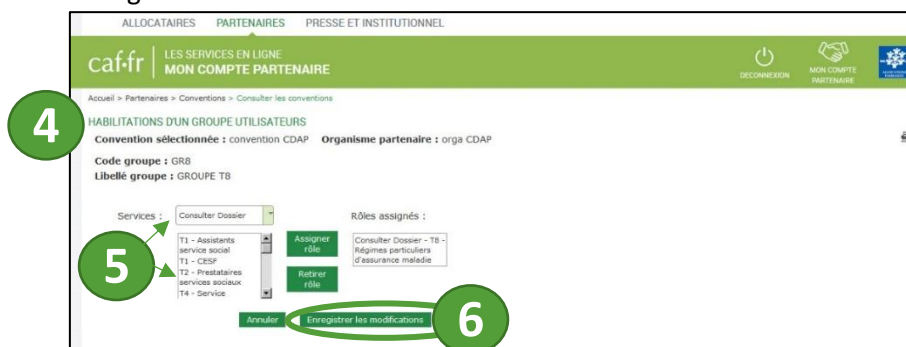 ALLOCATAIRES PARTENAIRES PRESSE ET INSTITUTIONNEL
caf·fr LES SERVICES EN LIGNE
MON COMPTE PARTENAIRE
DECONNEXION
MON COMPTE
PARTENAIRE
Accueil > Partenaires > Conventions > Consulter les conventions
4
HABILITATIONS D'UN GROUPE UTILISATEURS
Convention sélectionnée : convention CDAP Organisme partenaire : orga CDAP
Code groupe : GR8
Libellé groupe : GROUPE T8
Services : Consulter Dossier
Rôles assignés :
5
T1 - Assistants
service social
T1 - CESF
T2 - Prestataires
services sociaux
T4 - Service
Assigner
rôle
Retirer
rôle
Consulter Dossier - T8 -
Régimes particuliers
d'assurance maladie
Annuler Enregistrer les modifications
6